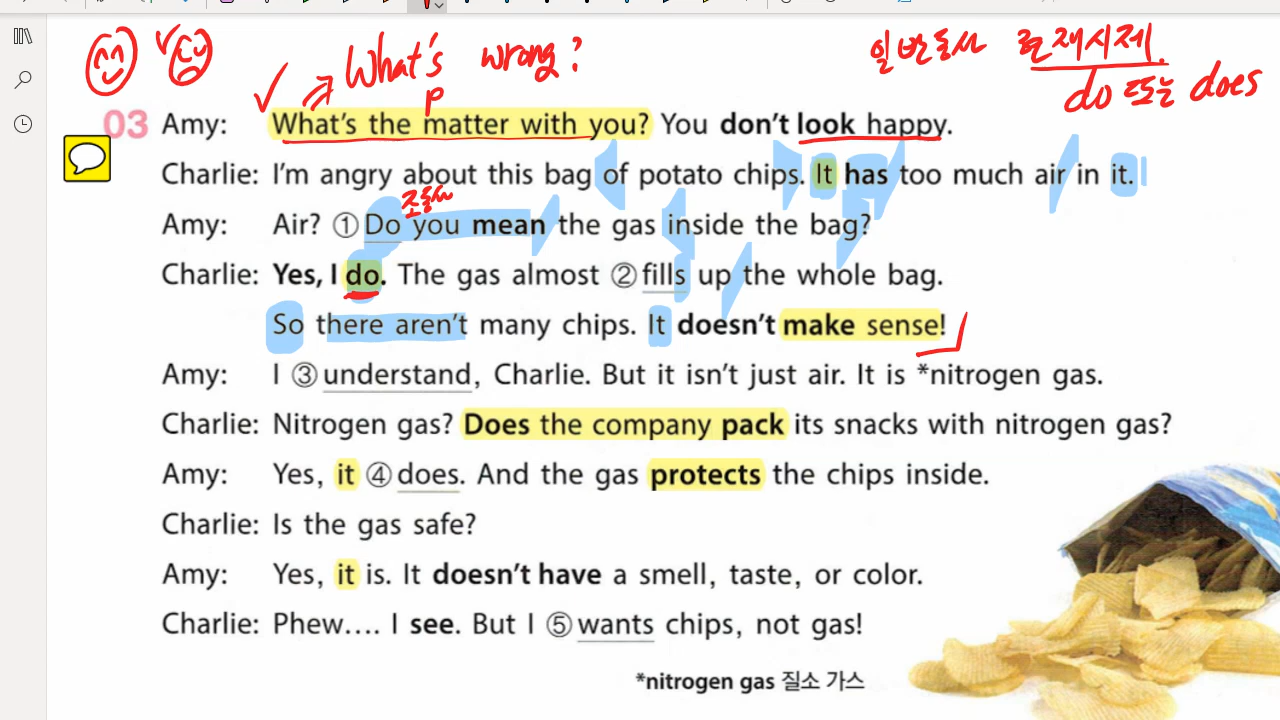 What's wrong?
일반동사 현재시제
do 또는 does
p
03 Amy: What's the matter with you? You don't look happy.
Charlie: I'm angry about this bag of potato chips. It has too much air in it.
조동사
Amy: Air? ① Do you mean the gas inside the bag?
Charlie: Yes, I do. The gas almost ② fills up the whole bag.
So there aren't many chips. It doesn't make sense!
Amy: I ③ understand, Charlie. But it isn't just air. It is *nitrogen gas.
Charlie: Nitrogen gas? Does the company pack its snacks with nitrogen gas?
Amy: Yes, it ④ does. And the gas protects the chips inside.
Charlie: Is the gas safe?
Amy: Yes, it is. It doesn't have a smell, taste, or color.
Charlie: Phew.... I see. But I ⑤ wants chips, not gas!
*nitrogen gas 질소 가스